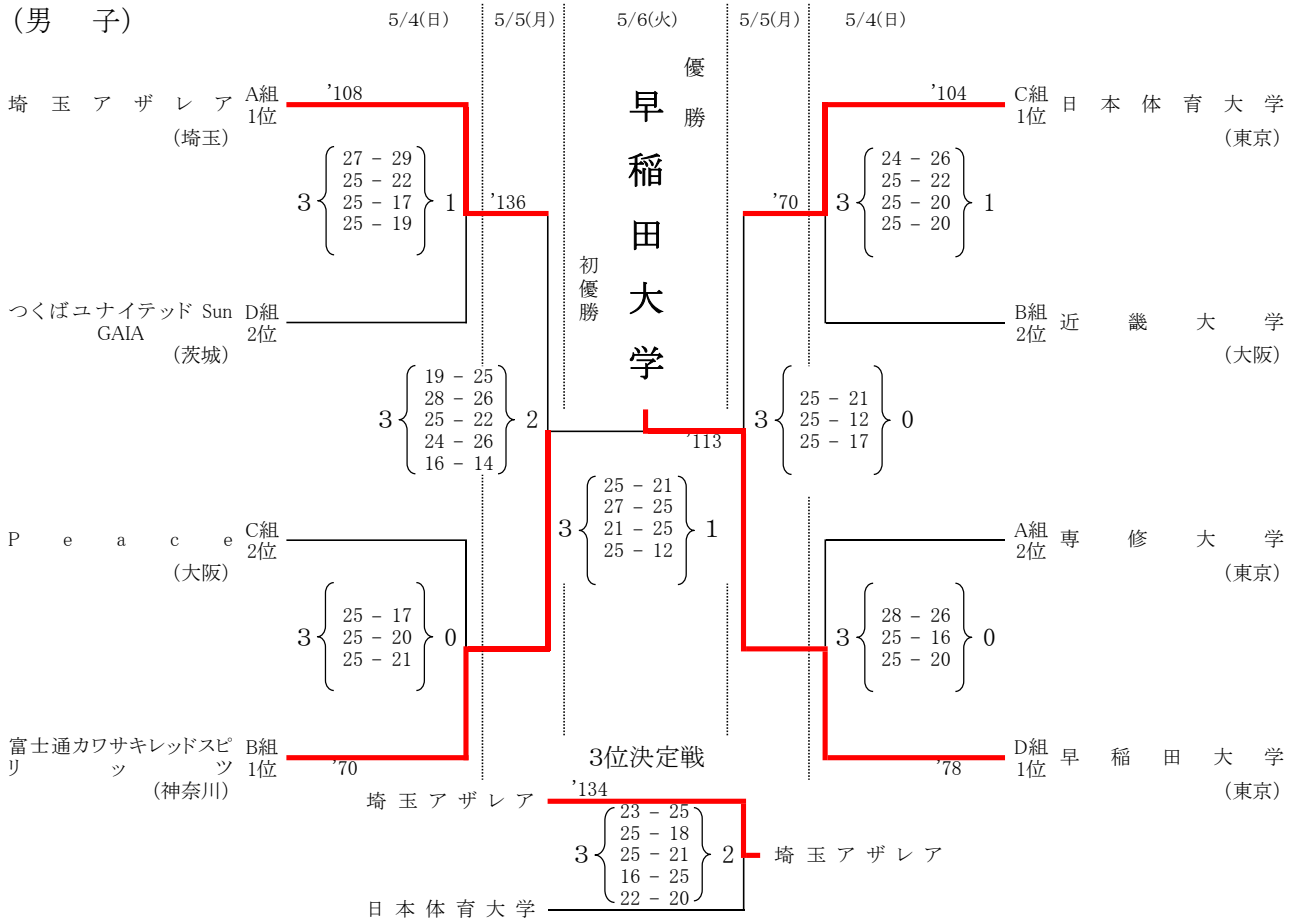 (男　子)
5/4(日)
5/5(月)
5/6(火)
5/5(月)
5/4(日)
優勝
早稲田大学
初優勝
埼玉アザレア
(埼玉)
A組
1位
'108
3
27 − 29
25 − 22
25 − 17
25 − 19
1
'136
つくばユナイテッド Sun
GAIA
(茨城)
D組
2位
3
19 − 25
28 − 26
25 − 22
24 − 26
16 − 14
2
Peace
(大阪)
C組
2位
3
25 − 17
25 − 20
25 − 21
0
富士通カワサキレッドスピ
リッツ
(神奈川)
B組
1位
'70
'113
3
25 − 21
27 − 25
21 − 25
25 − 12
1
'104
C組
1位
日本体育大学
(東京)
'70
3
24 − 26
25 − 22
25 − 20
25 − 20
1
B組
2位
近畿大学
(大阪)
3
25 − 21
25 − 12
25 − 17
0
A組
2位
専修大学
(東京)
3
28 − 26
25 − 16
25 − 20
0
'78
D組
1位
早稲田大学
(東京)
3位決定戦
埼玉アザレア
'134
3
23 − 25
25 − 18
25 − 21
16 − 25
22 − 20
2
埼玉アザレア
日本体育大学